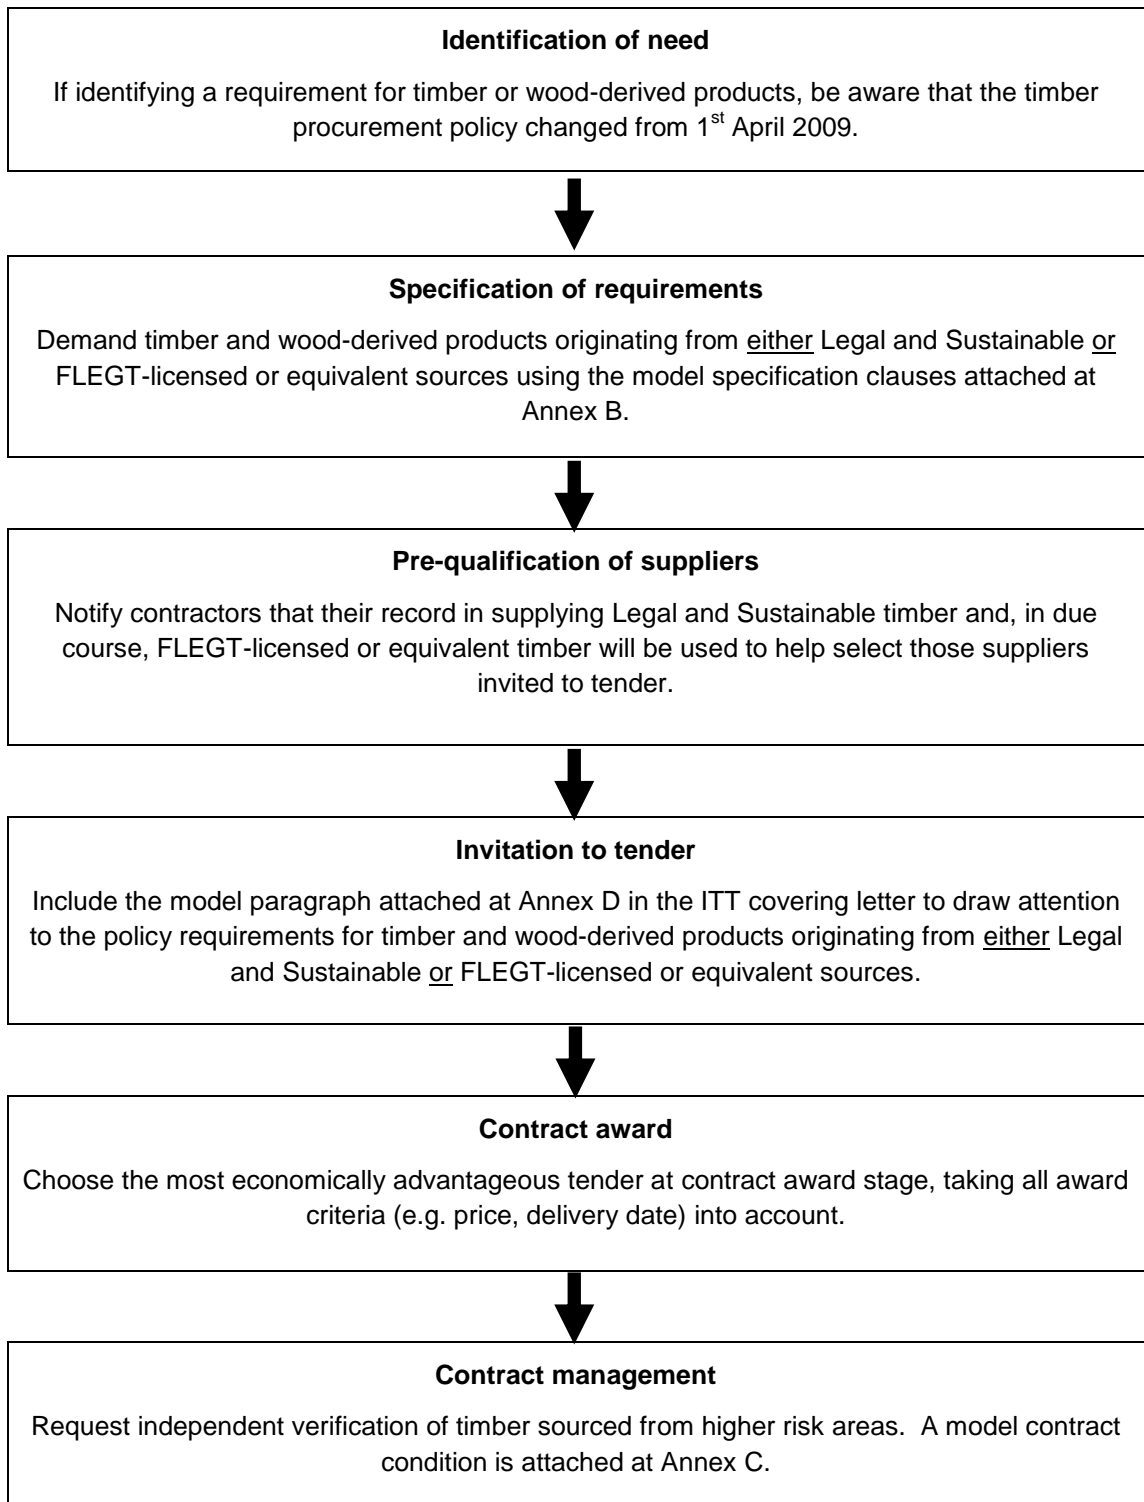 Identification of need
If identifying a requirement for timber or wood-derived products, be aware that the timber
procurement policy changed from 1st April 2009.
Specification of requirements
Demand timber and wood-derived products originating from either Legal and Sustainable or
FLEGT-licensed or equivalent sources using the model specification clauses attached at
Annex B.
Pre-qualification of suppliers
Notify contractors that their record in supplying Legal and Sustainable timber and, in due
course, FLEGT-licensed or equivalent timber will be used to help select those suppliers
invited to tender.
Invitation to tender
Include the model paragraph attached at Annex D in the ITT covering letter to draw attention
to the policy requirements for timber and wood-derived products originating from either Legal
and Sustainable or FLEGT-licensed or equivalent sources.
Contract award
Choose the most economically advantageous tender at contract award stage, taking all award
criteria (e.g. price, delivery date) into account.
Contract management
Request independent verification of timber sourced from higher risk areas.  A model contract
condition is attached at Annex C.